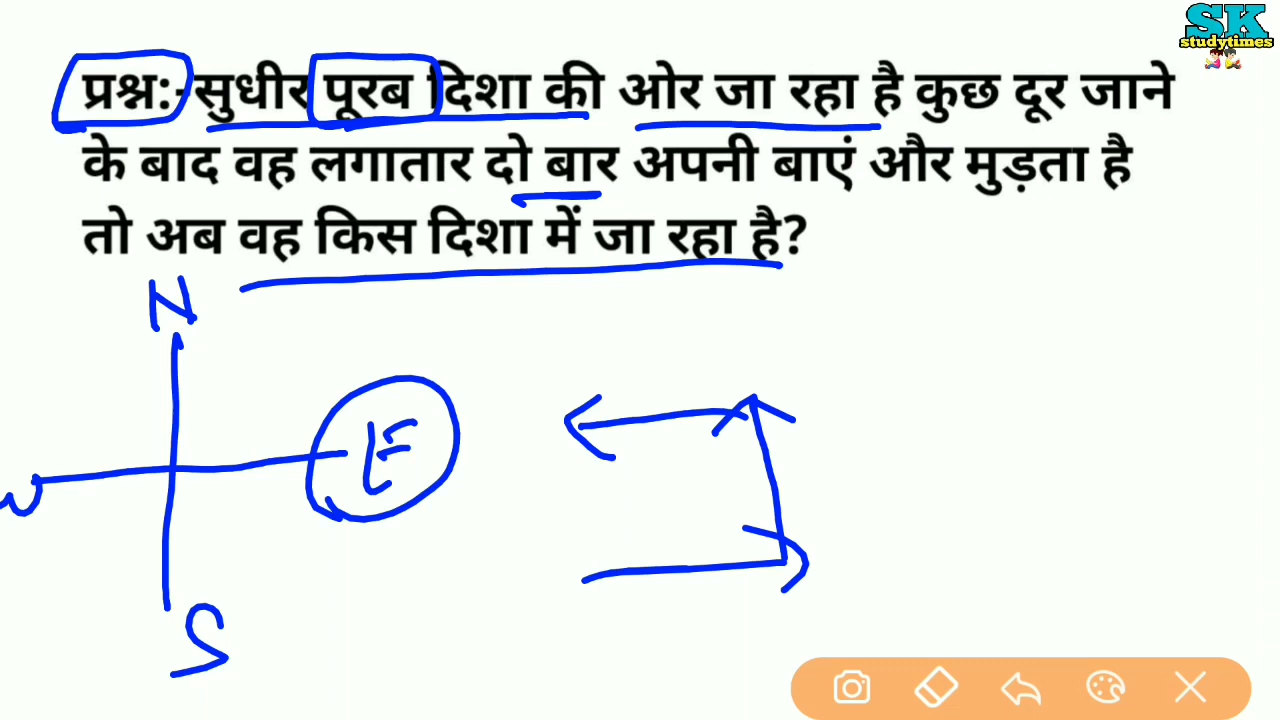 SK
studytimes
प्रश्न:- सुधीर पूरब दिशा की ओर जा रहा है कुछ दूर जाने
के बाद वह लगातार दो बार अपनी बाएं और मुड़ता है
तो अब वह किस दिशा में जा रहा है?
N
E
W
S